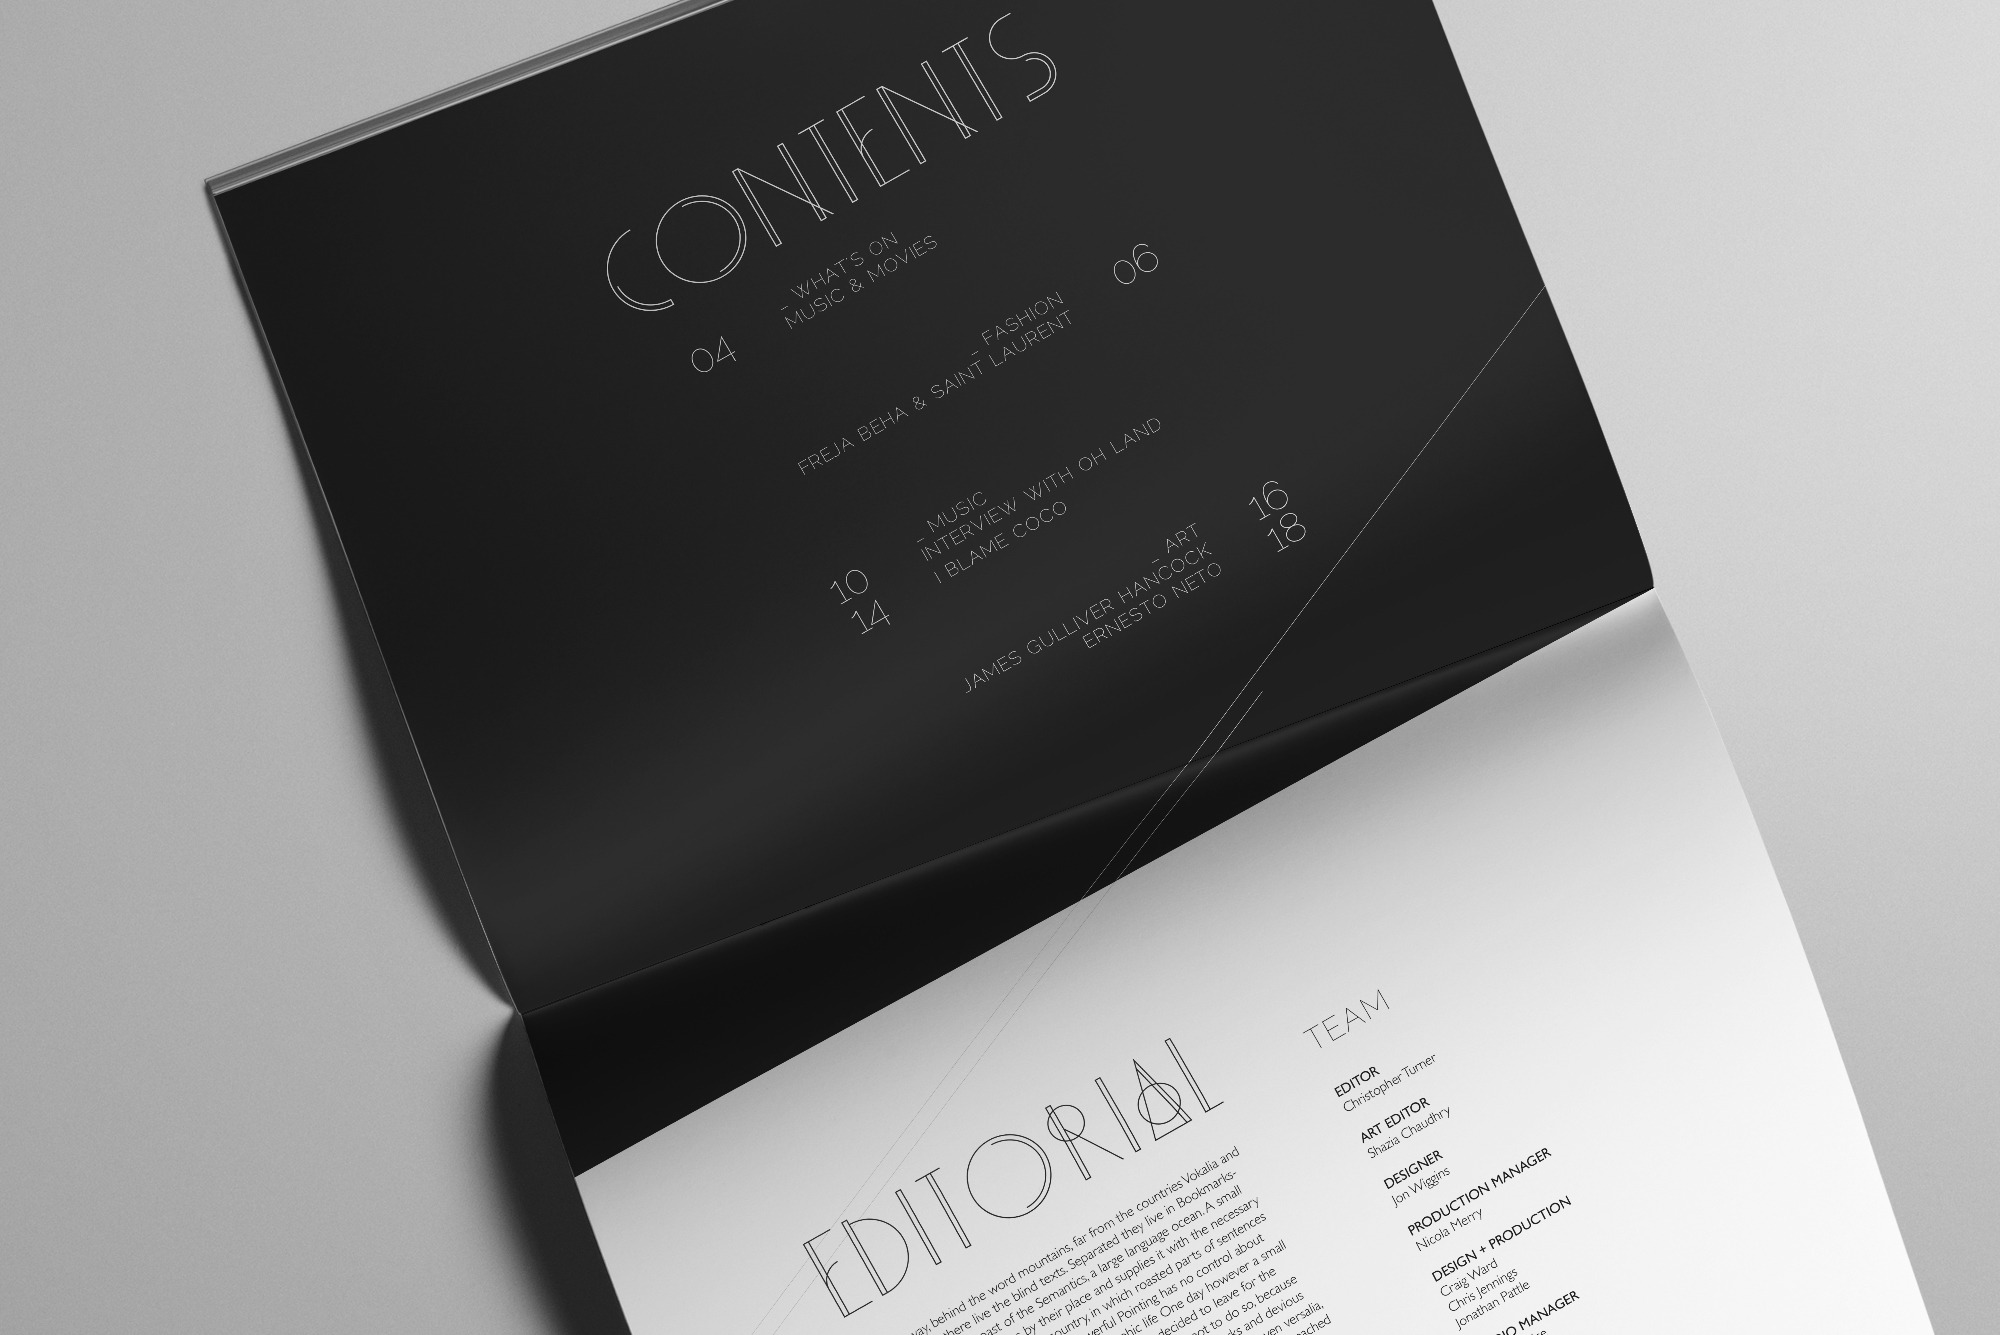 CONTENTS
04
_ WHAT'S ON
MUSIC & MOVIES
06
_ FASHION
FREJA BEHA & SAINT LAURENT
10
14
_ MUSIC
INTERVIEW WITH OH LAND
I BLAME COCO
16
18
_ ART
JAMES GULLIVER HANCOCK
ERNESTO NETO
EDITORIAL
behind the word mountains, far from the countries Vokalia and
there live the blind texts. Separated they live in Bookmarks-
of the Semantics, a large language ocean. A small
by their place and supplies it with the necessary
in which roasted parts of sentences
Pointing has no control about
life One day however a small
decided to leave for the
not to do so, because
and devious
versalia,
TEAM
EDITOR
Christopher Turner
ART EDITOR
Shazia Chaudhry
DESIGNER
Jon Wiggins
PRODUCTION MANAGER
Nicola Merry
DESIGN + PRODUCTION
Craig Ward
Chris Jennings
Jonathan Pattle
MANAGER